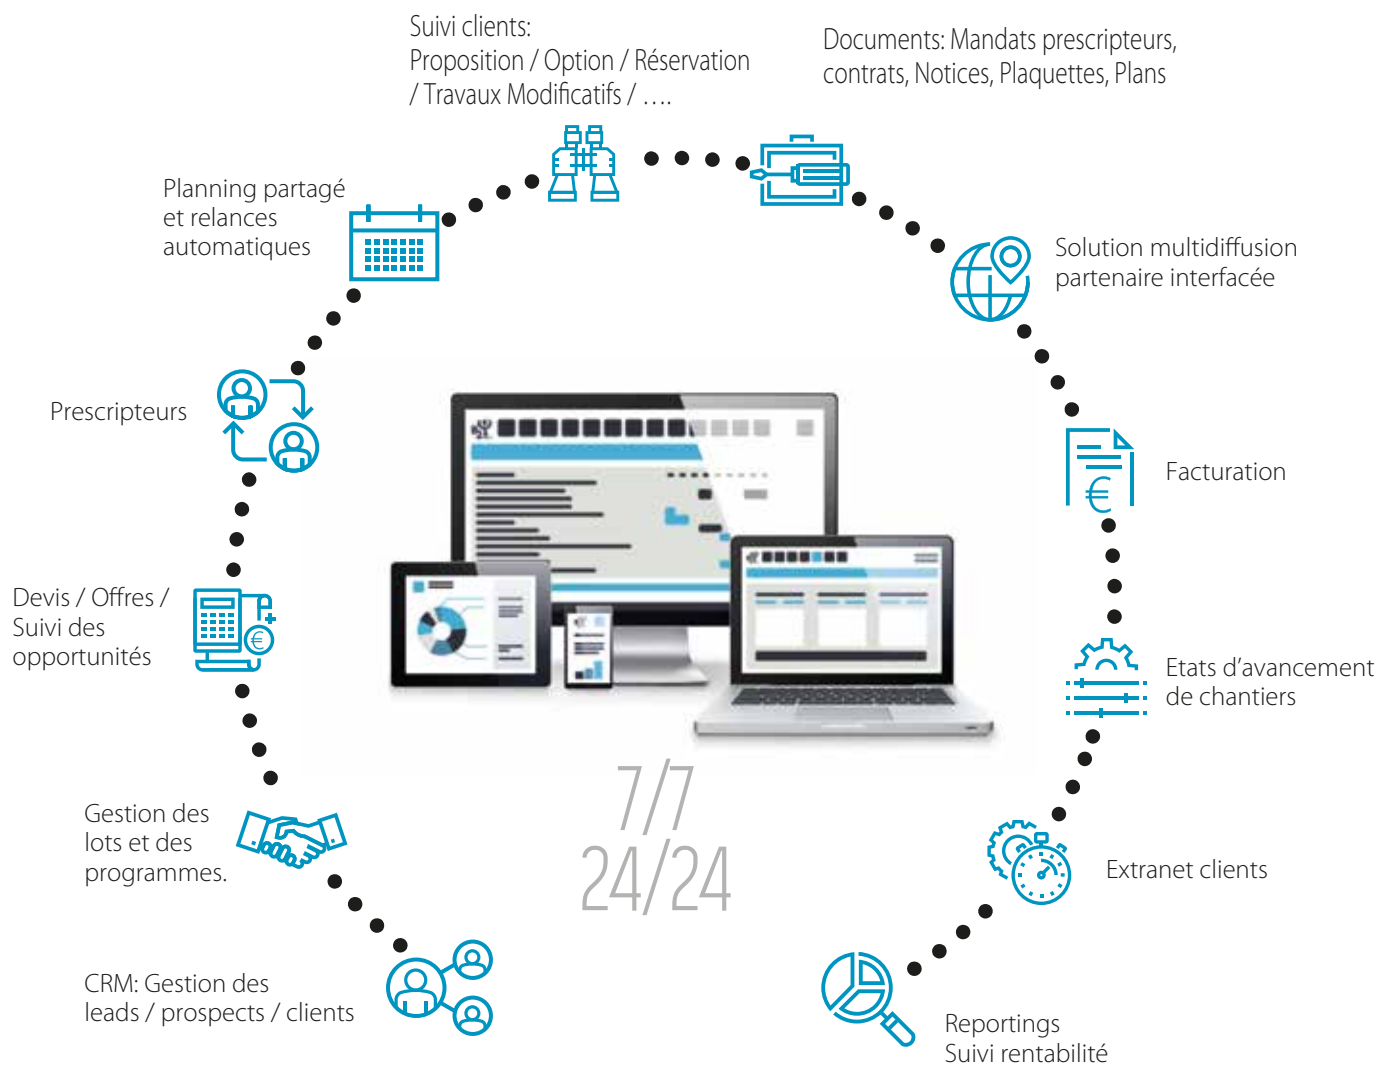 Suivi clients:
Proposition / Option / Réservation
/ Travaux Modificatifs / ....
Documents: Mandats prescripteurs,
contrats, Notices, Plaquettes, Plans
Planning partagé
et relances
automatiques
Solution multidiffusion
partenaire interfacée
Prescripteurs
Facturation
€
Devis / Offres /
Suivi des
opportunités
€
Etats d’avancement
de chantiers
7/7
24/24
Gestion des
lots et des
programmes.
Extranet clients
CRM: Gestion des
leads / prospects / clients
Reportings
Suivi rentabilité